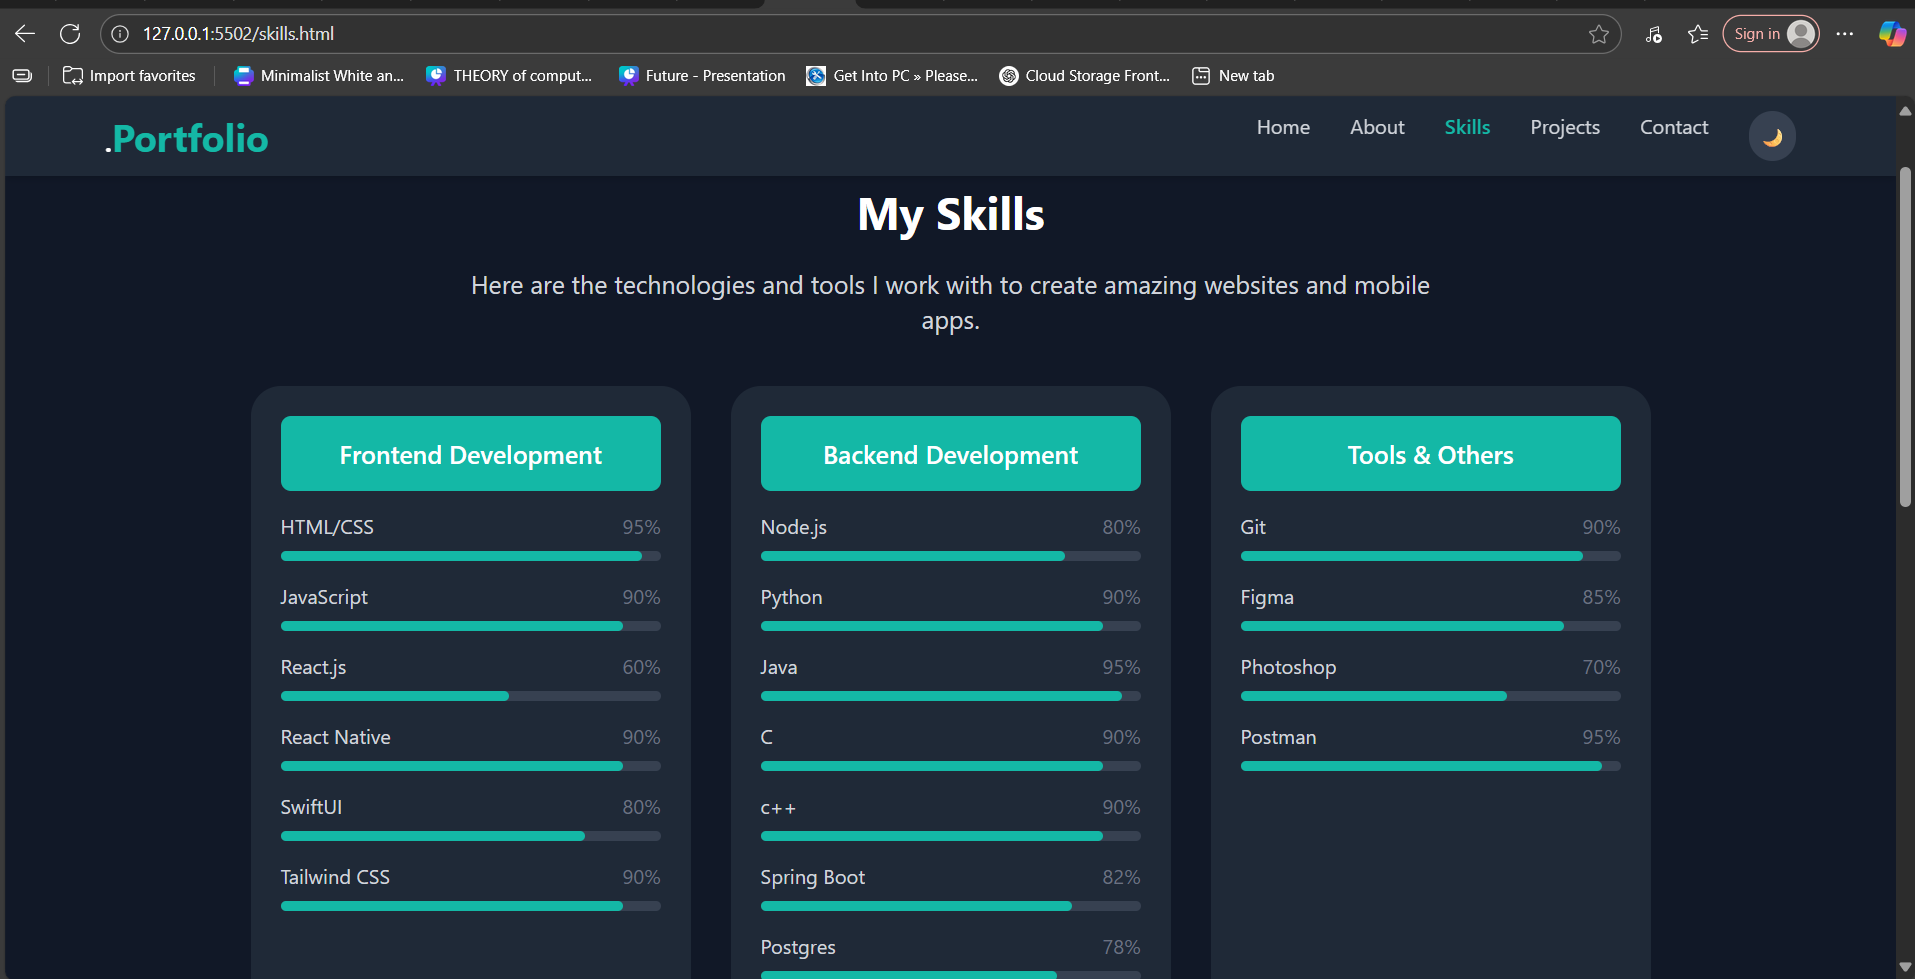 127.0.0.1:5502/skills.html
Sign in
Import favorites
Minimalist White an...
THEORY of comput...
Future - Presentation
Get Into PC » Please...
Cloud Storage Front...
New tab
.Portfolio
Home
About
Skills
Projects
Contact
My Skills
Here are the technologies and tools I work with to create amazing websites and mobile
apps.
Frontend Development
HTML/CSS 95%
JavaScript 90%
React.js 60%
React Native 90%
SwiftUI 80%
Tailwind CSS 90%
Backend Development
Node.js 80%
Python 90%
Java 95%
C 90%
c++ 90%
Spring Boot 82%
Postgres 78%
Tools & Others
Git 90%
Figma 85%
Photoshop 70%
Postman 95%